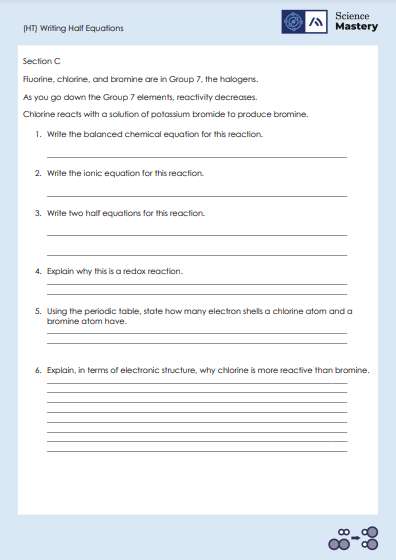 (HT) Writing Half Equations
Science
Mastery
Section C
Fluorine, chlorine, and bromine are in Group 7, the halogens.
As you go down the Group 7 elements, reactivity decreases.
Chlorine reacts with a solution of potassium bromide to produce bromine.
1. Write the balanced chemical equation for this reaction.
2. Write the ionic equation for this reaction.
3. Write two half equations for this reaction.
4. Explain why this is a redox reaction.
5. Using the periodic table, state how many electron shells a chlorine atom and a
bromine atom have.
6. Explain, in terms of electronic structure, why chlorine is more reactive than bromine.